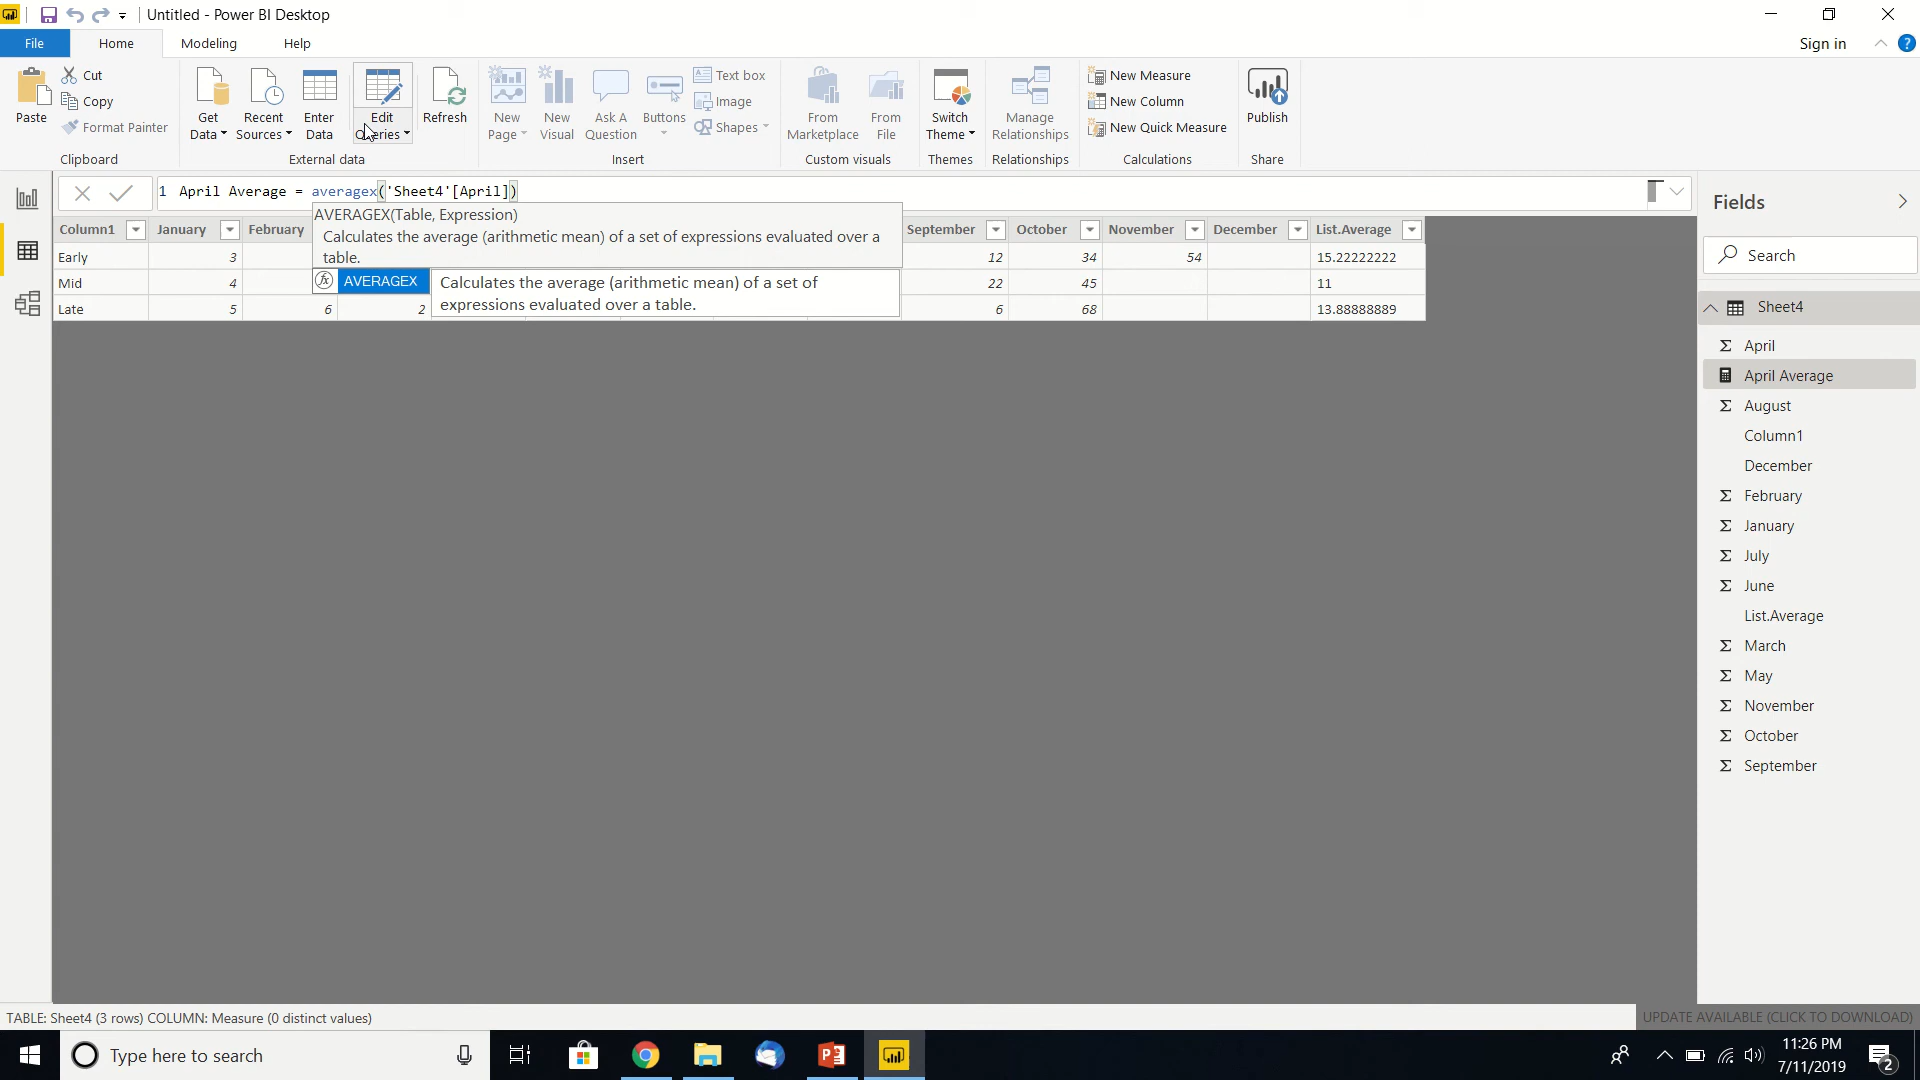 Untitled - Power BI Desktop
File Home Modeling Help Sign in
Paste Cut Copy Format Painter
Clipboard
Get Data Recent Sources Enter Data Edit Queries Refresh
External data
New Page New Visual Ask A Question Buttons Text box Image Shapes
Insert
From Marketplace From File
Custom visuals
Switch Theme
Themes
Manage Relationships
Relationships
New Measure
New Column
New Quick Measure
Calculations
Publish
Share
1 April Average = averagex('Sheet4'[April])
AVERAGEX(Table, Expression)
Calculates the average (arithmetic mean) of a set of expressions evaluated over a
table.
AVERAGEX Calculates the average (arithmetic mean) of a set of
expressions evaluated over a table.
Column1 January February September October November December List.Average
Early 3 12 34 54 15.22222222
Mid 4 22 45 11
Late 5 6 2 6 68 13.88888889
Fields
Search
Sheet4
April
April Average
August
Column1
December
February
January
July
June
List.Average
March
May
November
October
September
TABLE: Sheet4 (3 rows) COLUMN: Measure (0 distinct values)
UPDATE AVAILABLE (CLICK TO DOWNLOAD)
Type here to search
11:26 PM
7/11/2019
2